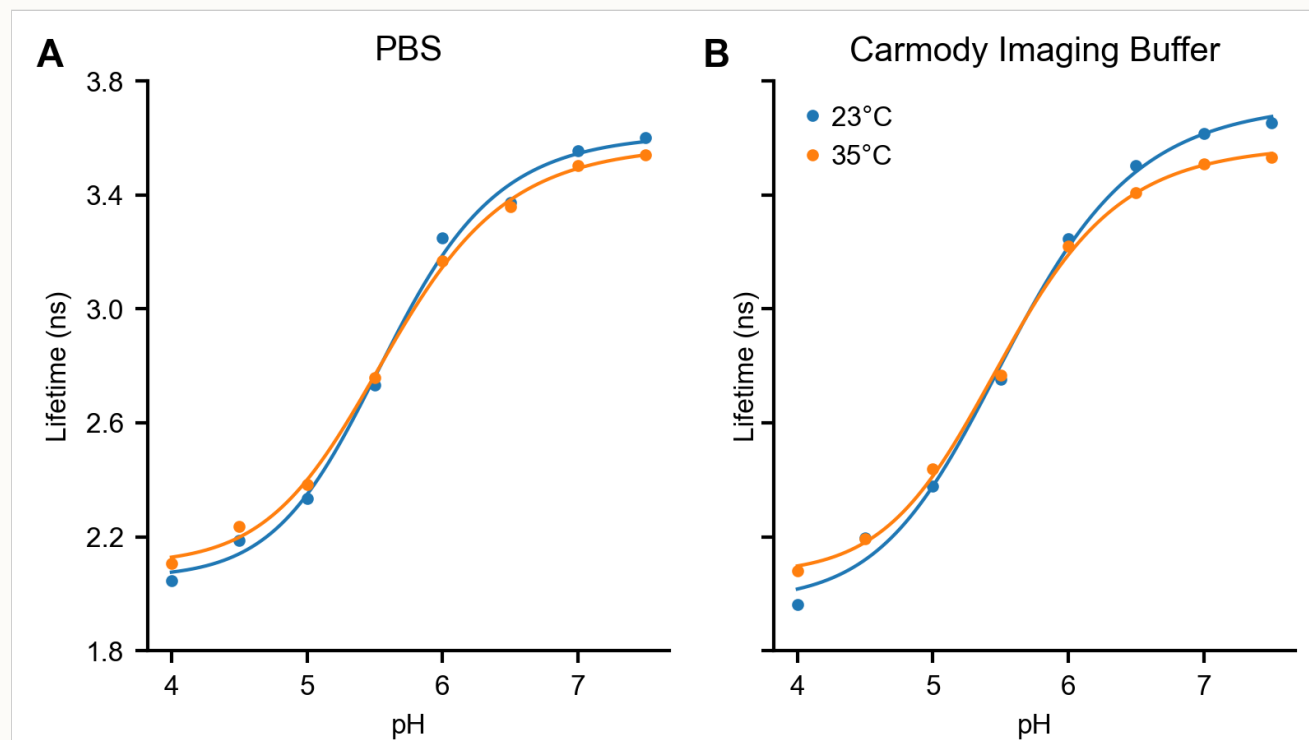 A
PBS
B
Carmody Imaging Buffer
3.8
3.4
3.0
2.6
2.2
1.8
Lifetime (ns)
4
5
6
7
pH
23°C
35°C
Lifetime (ns)
4
5
6
7
pH